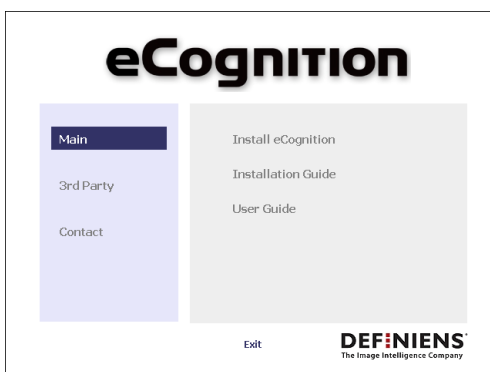 eCognition
Main
3rd Party
Contact
Install eCognition
Installation Guide
User Guide
Exit
DEFINIENS
The Image Intelligence Company